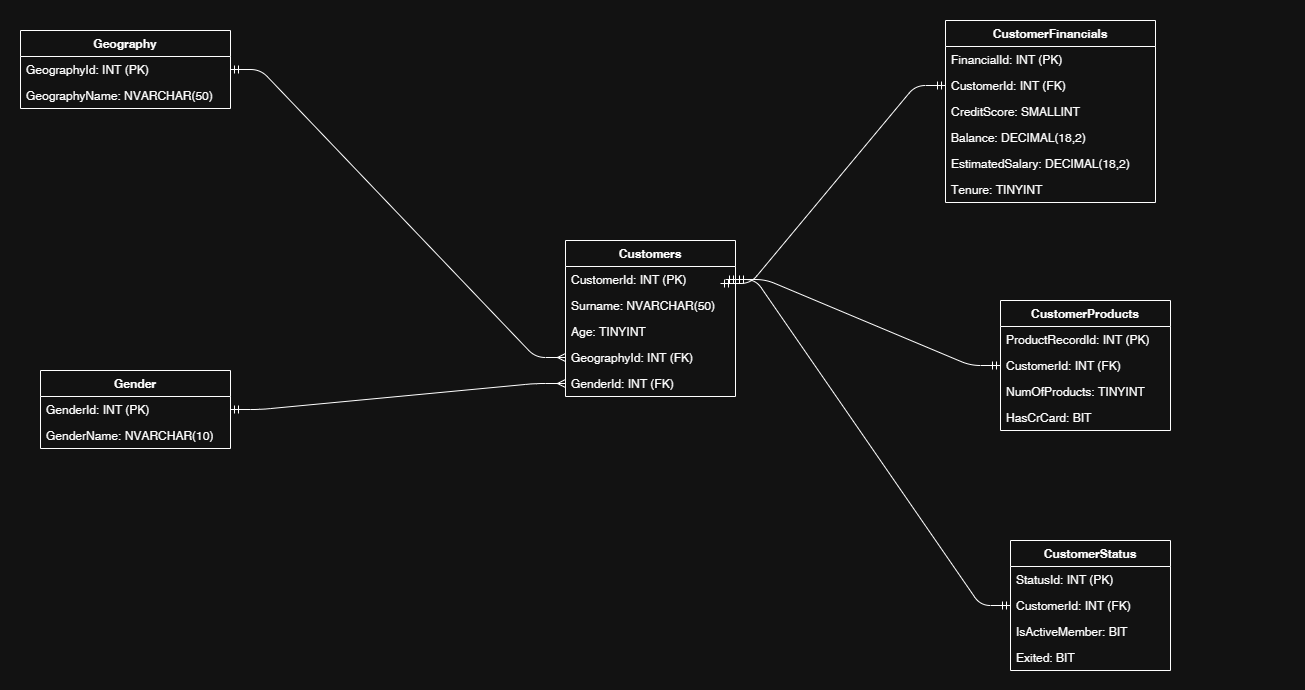 Geography
GeographyId: INT (PK)
GeographyName: NVARCHAR(50)
Gender
GenderId: INT (PK)
GenderName: NVARCHAR(10)
Customers
CustomerId: INT (PK)
Surname: NVARCHAR(50)
Age: TINYINT
GeographyId: INT (FK)
GenderId: INT (FK)
CustomerFinancials
FinancialId: INT (PK)
CustomerId: INT (FK)
CreditScore: SMALLINT
Balance: DECIMAL(18,2)
EstimatedSalary: DECIMAL(18,2)
Tenure: TINYINT
CustomerProducts
ProductRecordId: INT (PK)
CustomerId: INT (FK)
NumOfProducts: TINYINT
HasCrCard: BIT
CustomerStatus
StatusId: INT (PK)
CustomerId: INT (FK)
IsActiveMember: BIT
Exited: BIT